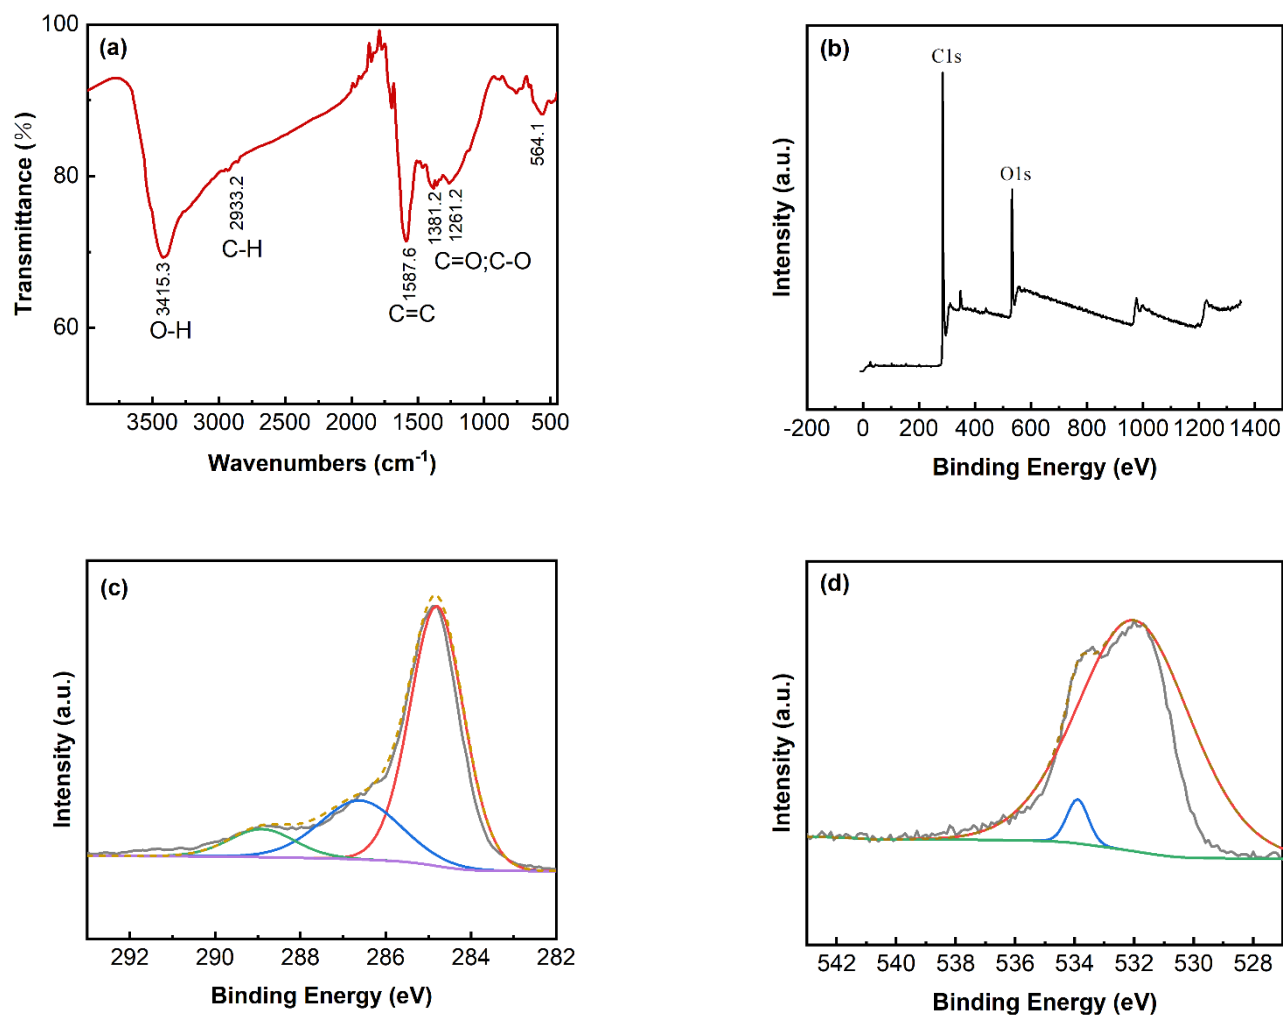 (a)
100
80
60
Transmittance (%)
3415.3
O-H
2933.2
C-H
1587.6
C=C
1381.2
1261.2
C=O;C-O
564.1
3500 3000 2500 2000 1500 1000 500
Wavenumbers (cm-1)
(b)
C1s
O1s
Intensity (a.u.)
-200 0 200 400 600 800 1000 1200 1400
Binding Energy (eV)
(c)
Intensity (a.u.)
292 290 288 286 284 282
Binding Energy (eV)
(d)
Intensity (a.u.)
542 540 538 536 534 532 530 528
Binding Energy (eV)